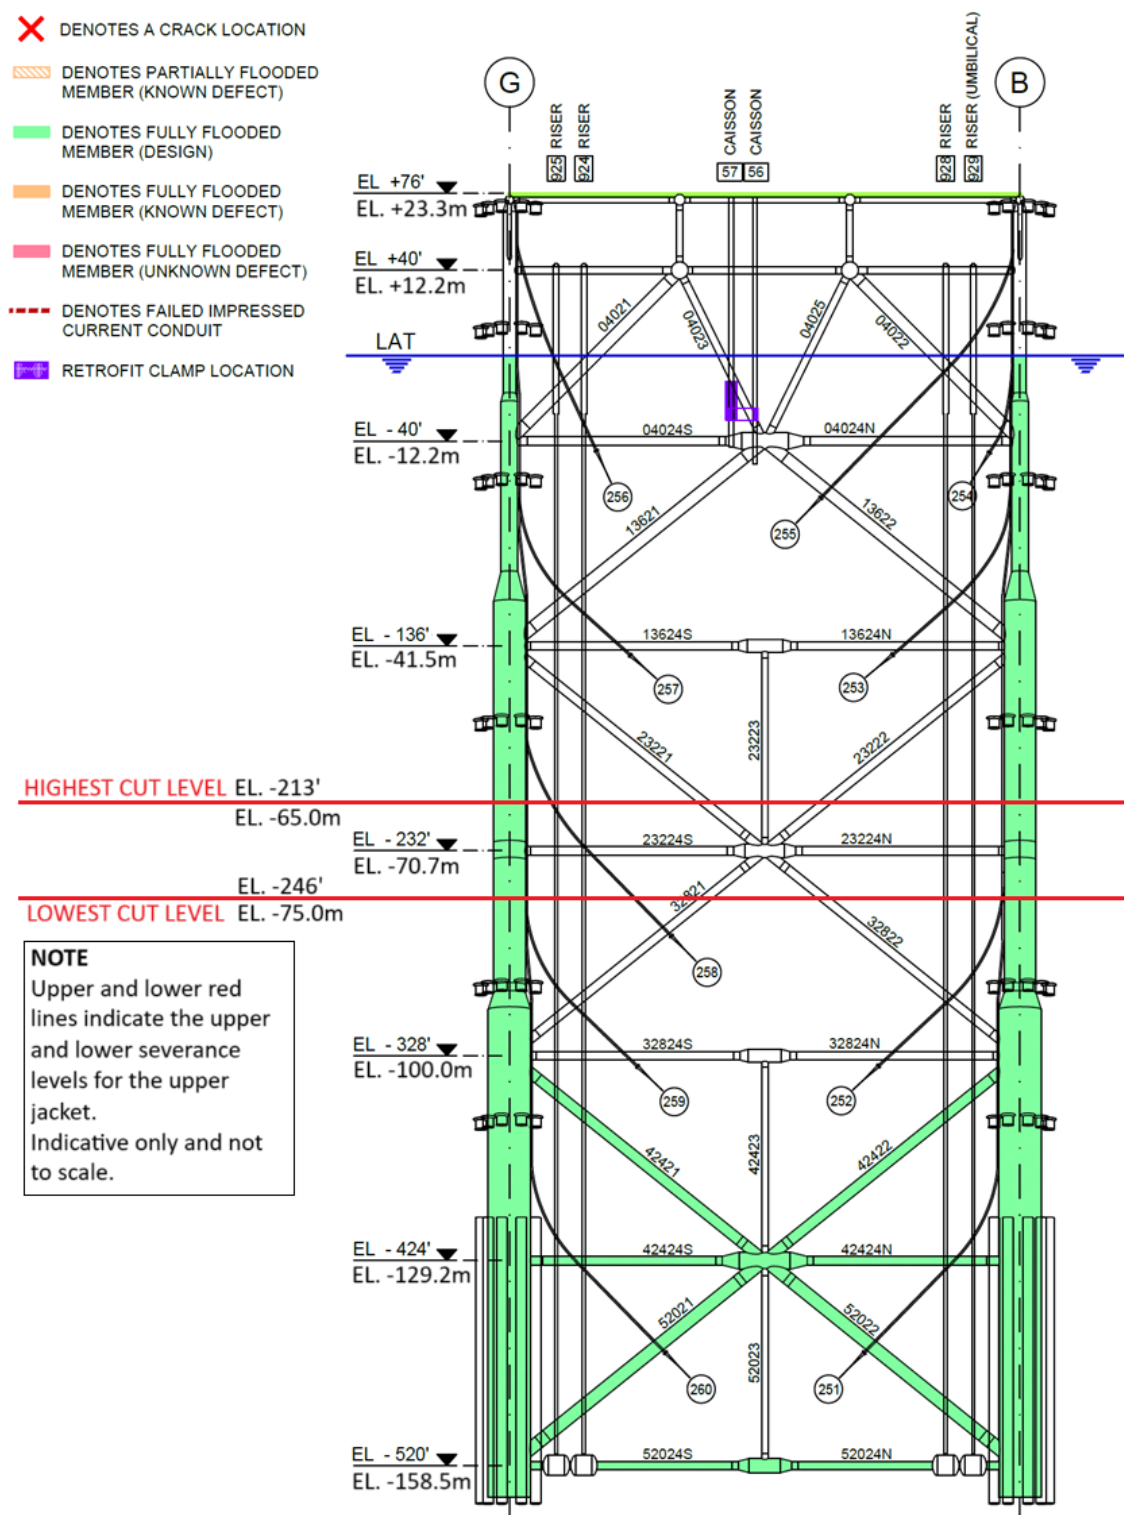 DENOTES A CRACK LOCATION
DENOTES PARTIALLY FLOODED
MEMBER (KNOWN DEFECT)
DENOTES FULLY FLOODED
MEMBER (DESIGN)
DENOTES FULLY FLOODED
MEMBER (KNOWN DEFECT)
DENOTES FULLY FLOODED
MEMBER (UNKNOWN DEFECT)
DENOTES FAILED IMPRESSED
CURRENT CONDUIT
RETROFIT CLAMP LOCATION
G
B
925 RISER
924 RISER
57 CAISSON
56 CAISSON
928 RISER
929 RISER (UMBILICAL)
EL +76'
EL. +23.3m
EL +40'
EL. +12.2m
04021
04023
04025
04022
LAT
EL - 40'
EL. -12.2m
04024S
04024N
256
255
254
13621
13622
EL - 136'
EL. -41.5m
13624S
13624N
257
253
23221
23223
23222
HIGHEST CUT LEVEL EL. -213'
EL. -65.0m
EL - 232'
EL. -70.7m
23224S
23224N
EL. -246'
LOWEST CUT LEVEL EL. -75.0m
32821
32822
258
NOTE
Upper and lower red
lines indicate the upper
and lower severance
levels for the upper
jacket.
Indicative only and not
to scale.
EL - 328'
EL. -100.0m
32824S
32824N
259
252
42421
42423
42422
EL - 424'
EL. -129.2m
42424S
42424N
52021
52023
52022
260
251
EL - 520'
EL. -158.5m
52024S
52024N